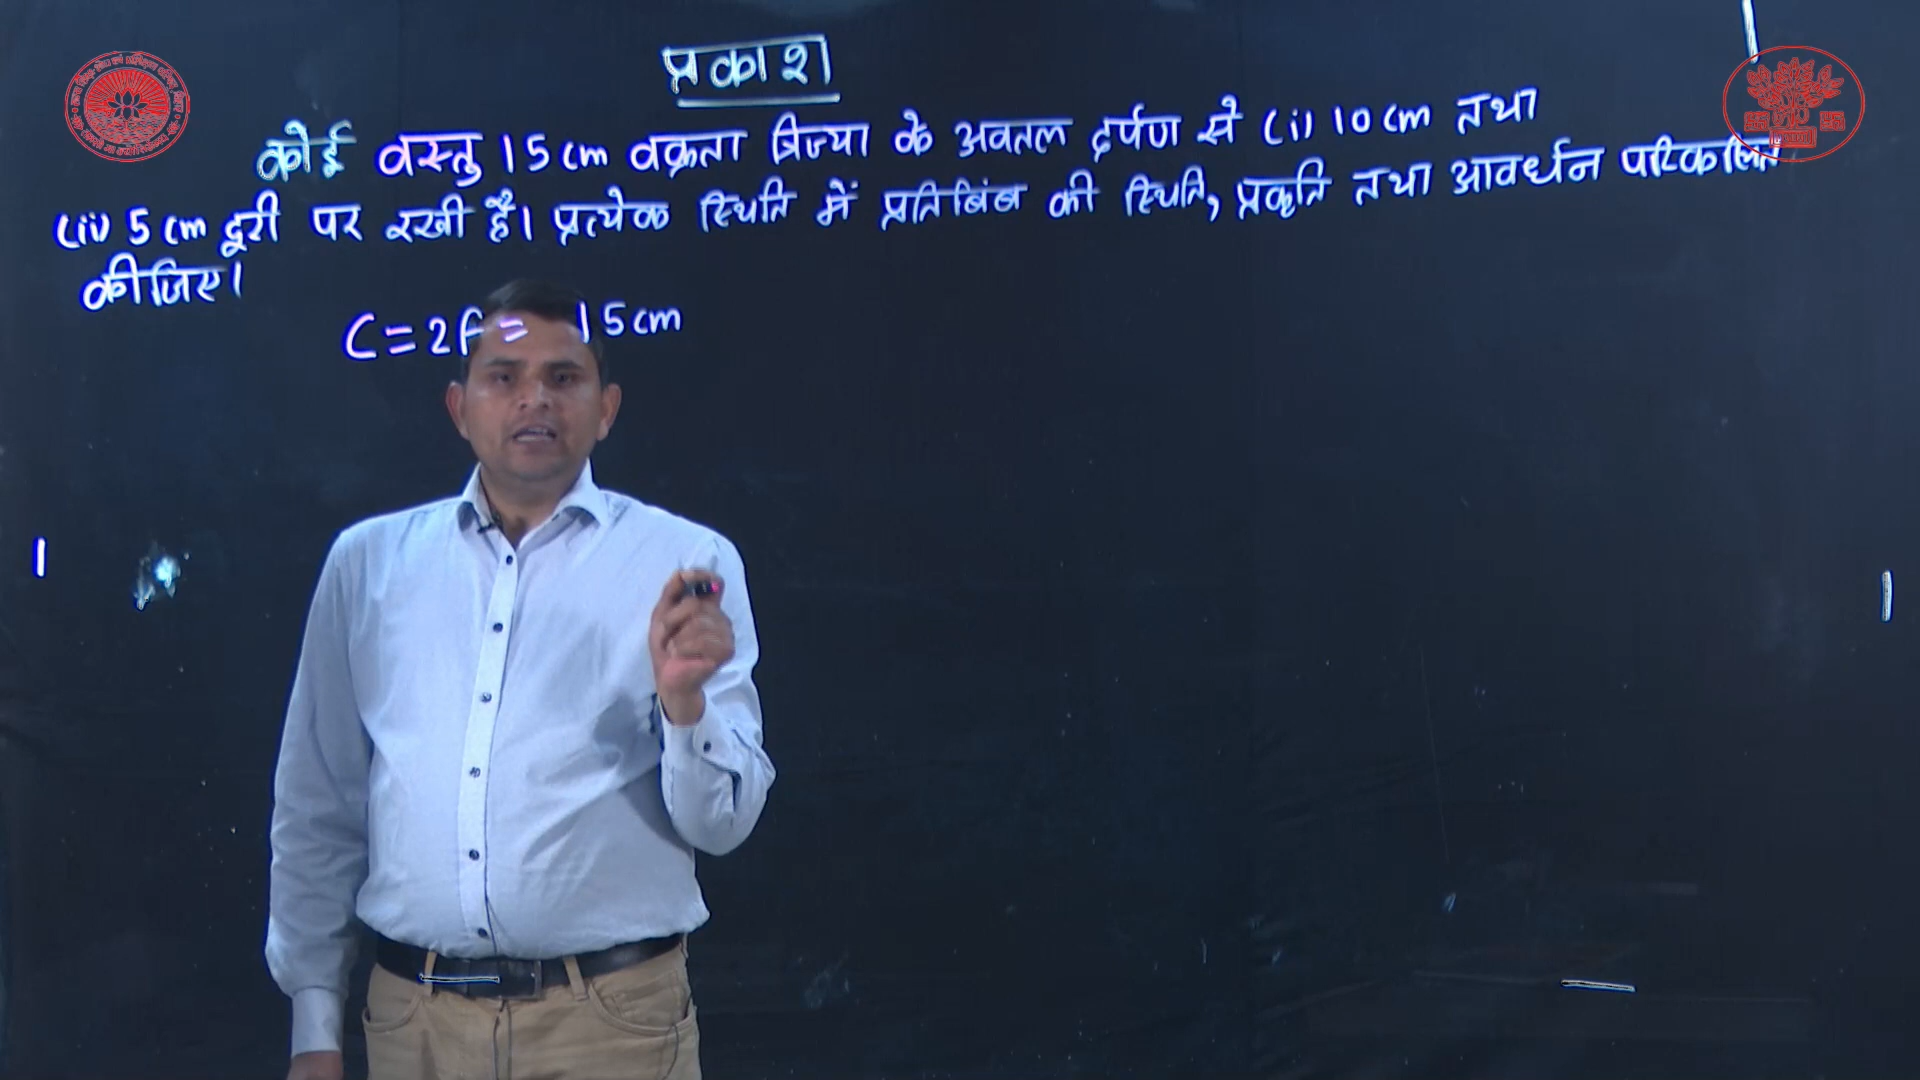 प्रकाश
कोई वस्तु 15 cm वक्रता त्रिज्या के अवतल दर्पण से (i) 10 cm तथा
(ii) 5 cm दूरी पर रखी है। प्रत्येक स्थिति में प्रतिबिंब की स्थिति, प्रकृति तथा आवर्धन परिकलित
कीजिए।
C = 2f = 15 cm